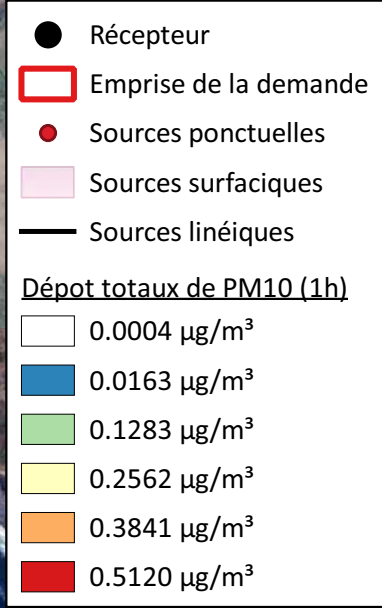 Récepteur
Emprise de la demande
Sources ponctuelles
Sources surfaciques
Sources linéiques
Dépot totaux de PM10 (1h)
0.0004 µg/m³
0.0163 µg/m³
0.1283 µg/m³
0.2562 µg/m³
0.3841 µg/m³
0.5120 µg/m³